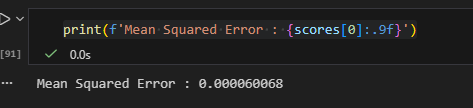 print(f'Mean Squared Error : {scores[0]:.9f}')
[91]
0.0s
Mean Squared Error : 0.000060068